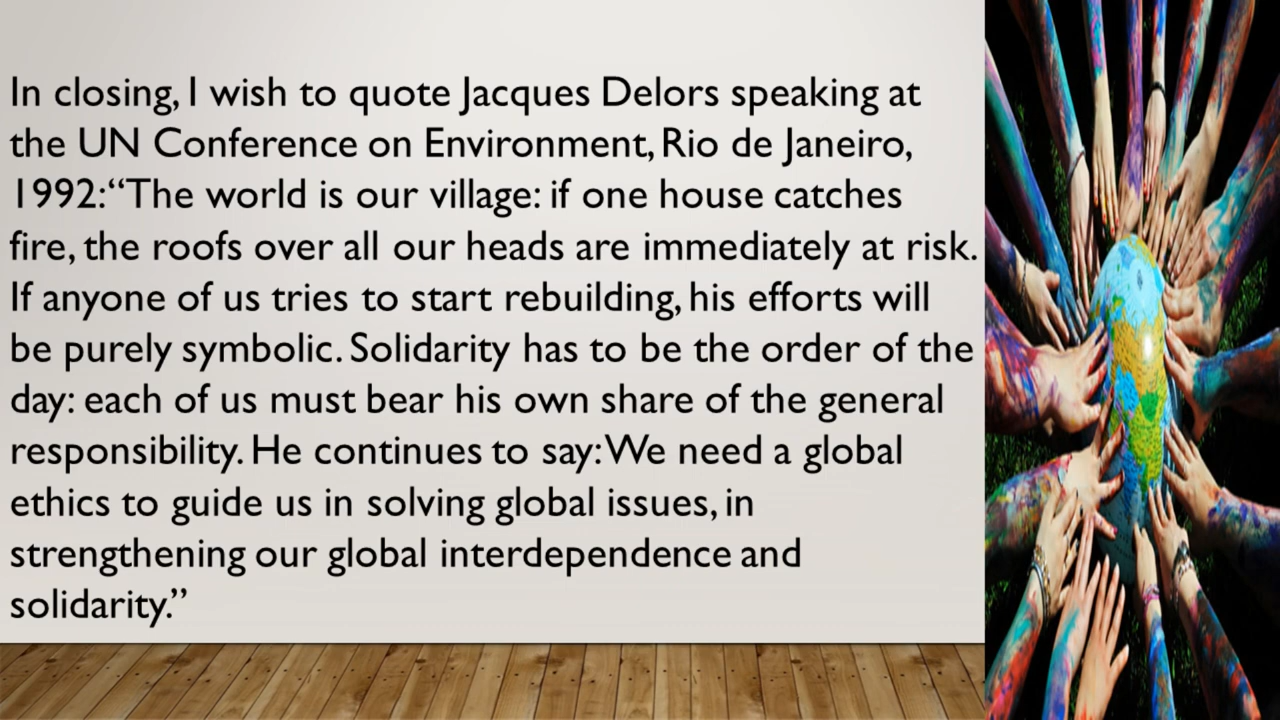 In closing, I wish to quote Jacques Delors speaking at
the UN Conference on Environment, Rio de Janeiro,
1992:“The world is our village: if one house catches
fire, the roofs over all our heads are immediately at risk.
If anyone of us tries to start rebuilding, his efforts will
be purely symbolic. Solidarity has to be the order of the
day: each of us must bear his own share of the general
responsibility. He continues to say: We need a global
ethics to guide us in solving global issues, in
strengthening our global interdependence and
solidarity.”